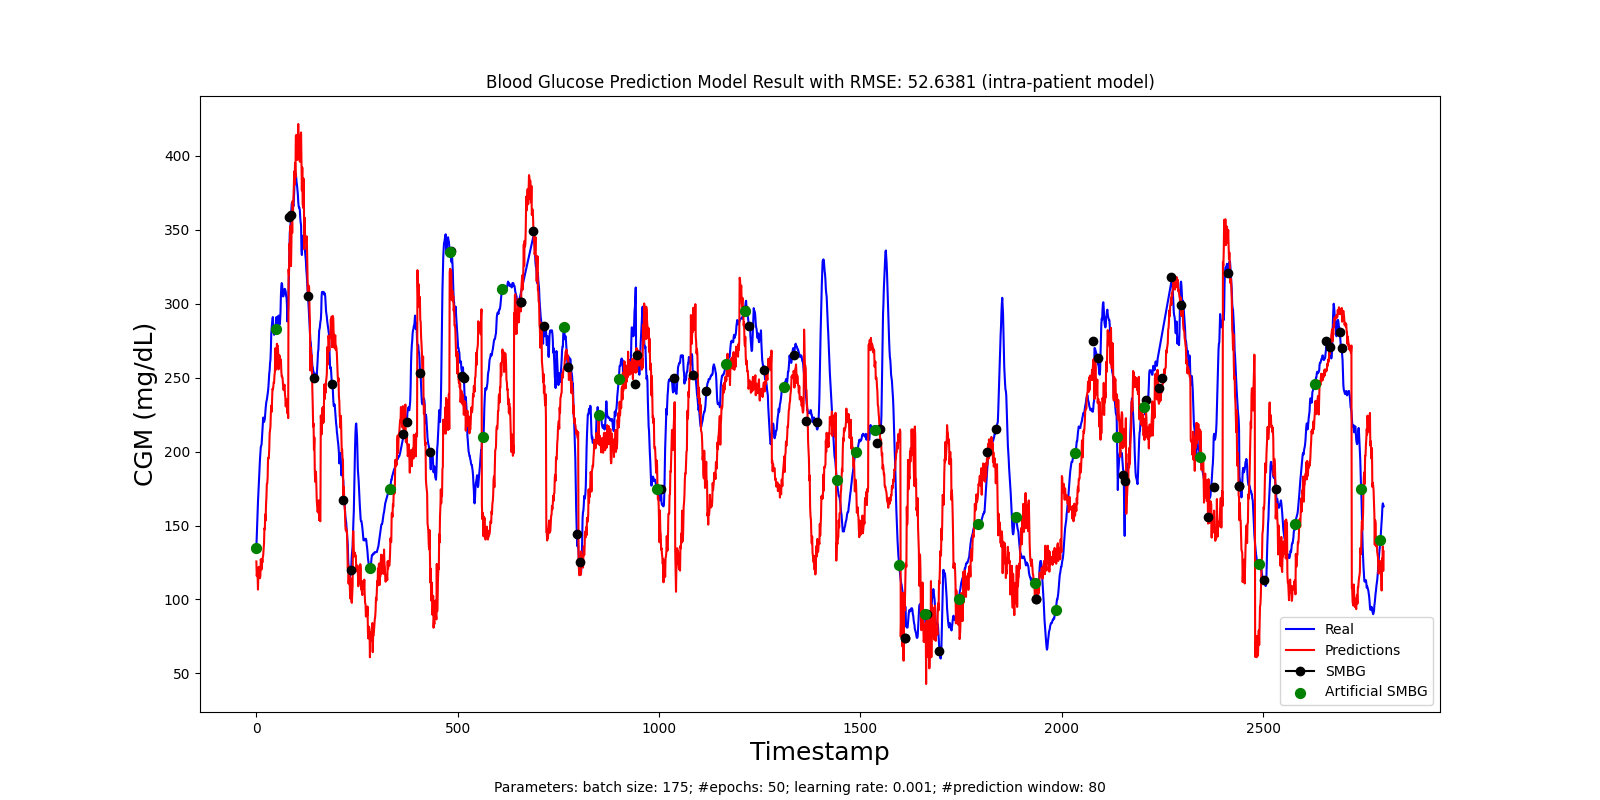 Blood Glucose Prediction Model Result with RMSE: 52.6381 (intra-patient model)
CGM (mg/dL)
400
350
300
250
200
150
100
50
0 500 1000 1500 2000 2500
Timestamp
Real
Predictions
SMBG
Artificial SMBG
Parameters: batch size: 175; #epochs: 50; learning rate: 0.001; #prediction window: 80